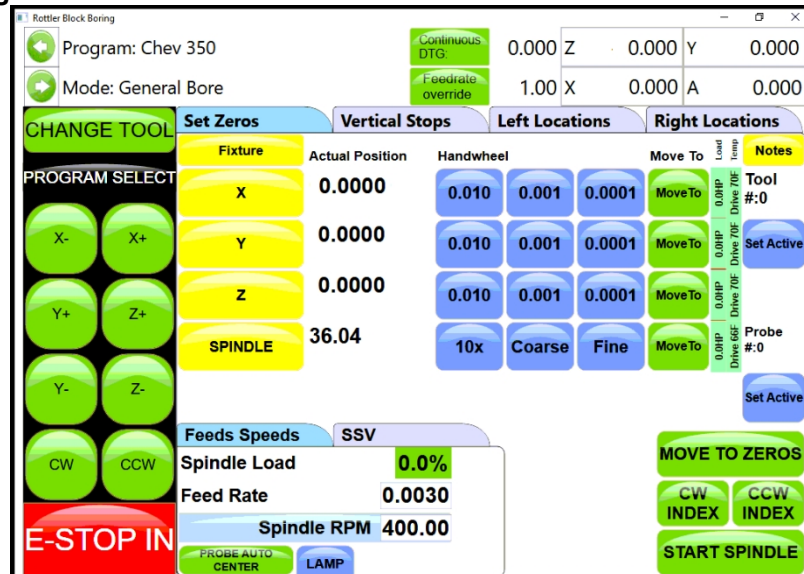 Rottler Block Boring
Program: Chev 350
Continuous DTG: 0.000 Z 0.000 Y 0.000
Mode: General Bore
Feedrate override 1.00 X 0.000 A 0.000
CHANGE TOOL
PROGRAM SELECT
X- X+
Y+ Z+
Y- Z-
CW CCW
E-STOP IN
Set Zeros Vertical Stops Left Locations Right Locations
Fixture Actual Position Handwheel Move To Load Temp Notes
X 0.0000 0.010 0.001 0.0001 MoveTo 0.0HP Drive 70F Tool #:0
Y 0.0000 0.010 0.001 0.0001 MoveTo 0.0HP Drive 70F Set Active
Z 0.0000 0.010 0.001 0.0001 MoveTo 0.0HP Drive 70F
SPINDLE 36.04 10x Coarse Fine MoveTo 0.0HP Drive 66F Probe #:0
Set Active
Feeds Speeds SSV
Spindle Load 0.0%
Feed Rate 0.0030
Spindle RPM 400.00
PROBE AUTO CENTER LAMP
MOVE TO ZEROS
CW INDEX CCW INDEX
START SPINDLE